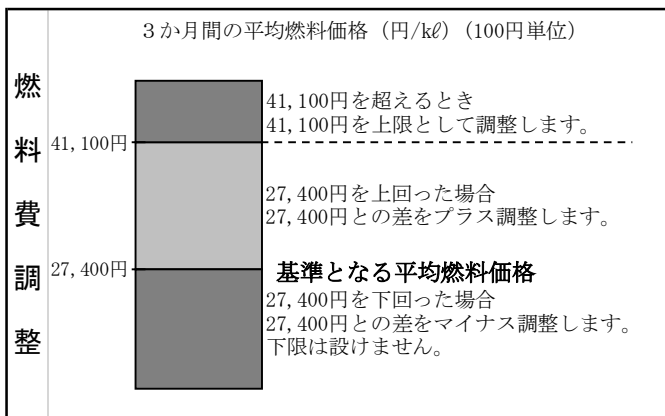 ３か月間の平均燃料価格（円/kℓ）（100円単位）
燃料費調整
41,100円を超えるとき
41,100円を上限として調整します。
41,100円
27,400円を上回った場合
27,400円との差をプラス調整します。
27,400円
基準となる平均燃料価格
27,400円を下回った場合
27,400円との差をマイナス調整します。
下限は設けません。